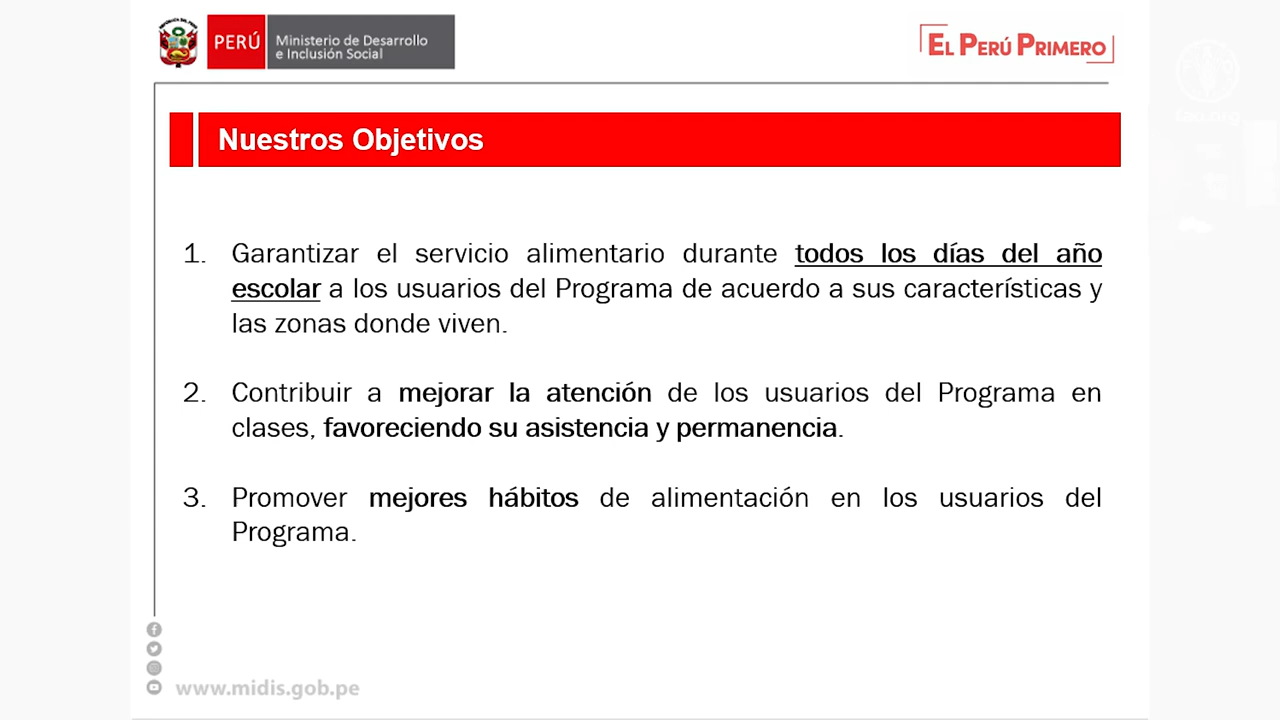 PERÚ
Ministerio de Desarrollo
e Inclusión Social
EL PERÚ PRIMERO
Nuestros Objetivos
1. Garantizar el servicio alimentario durante todos los días del año
escolar a los usuarios del Programa de acuerdo a sus características y
las zonas donde viven.
2. Contribuir a mejorar la atención de los usuarios del Programa en
clases, favoreciendo su asistencia y permanencia.
3. Promover mejores hábitos de alimentación en los usuarios del
Programa.
www.midis.gob.pe